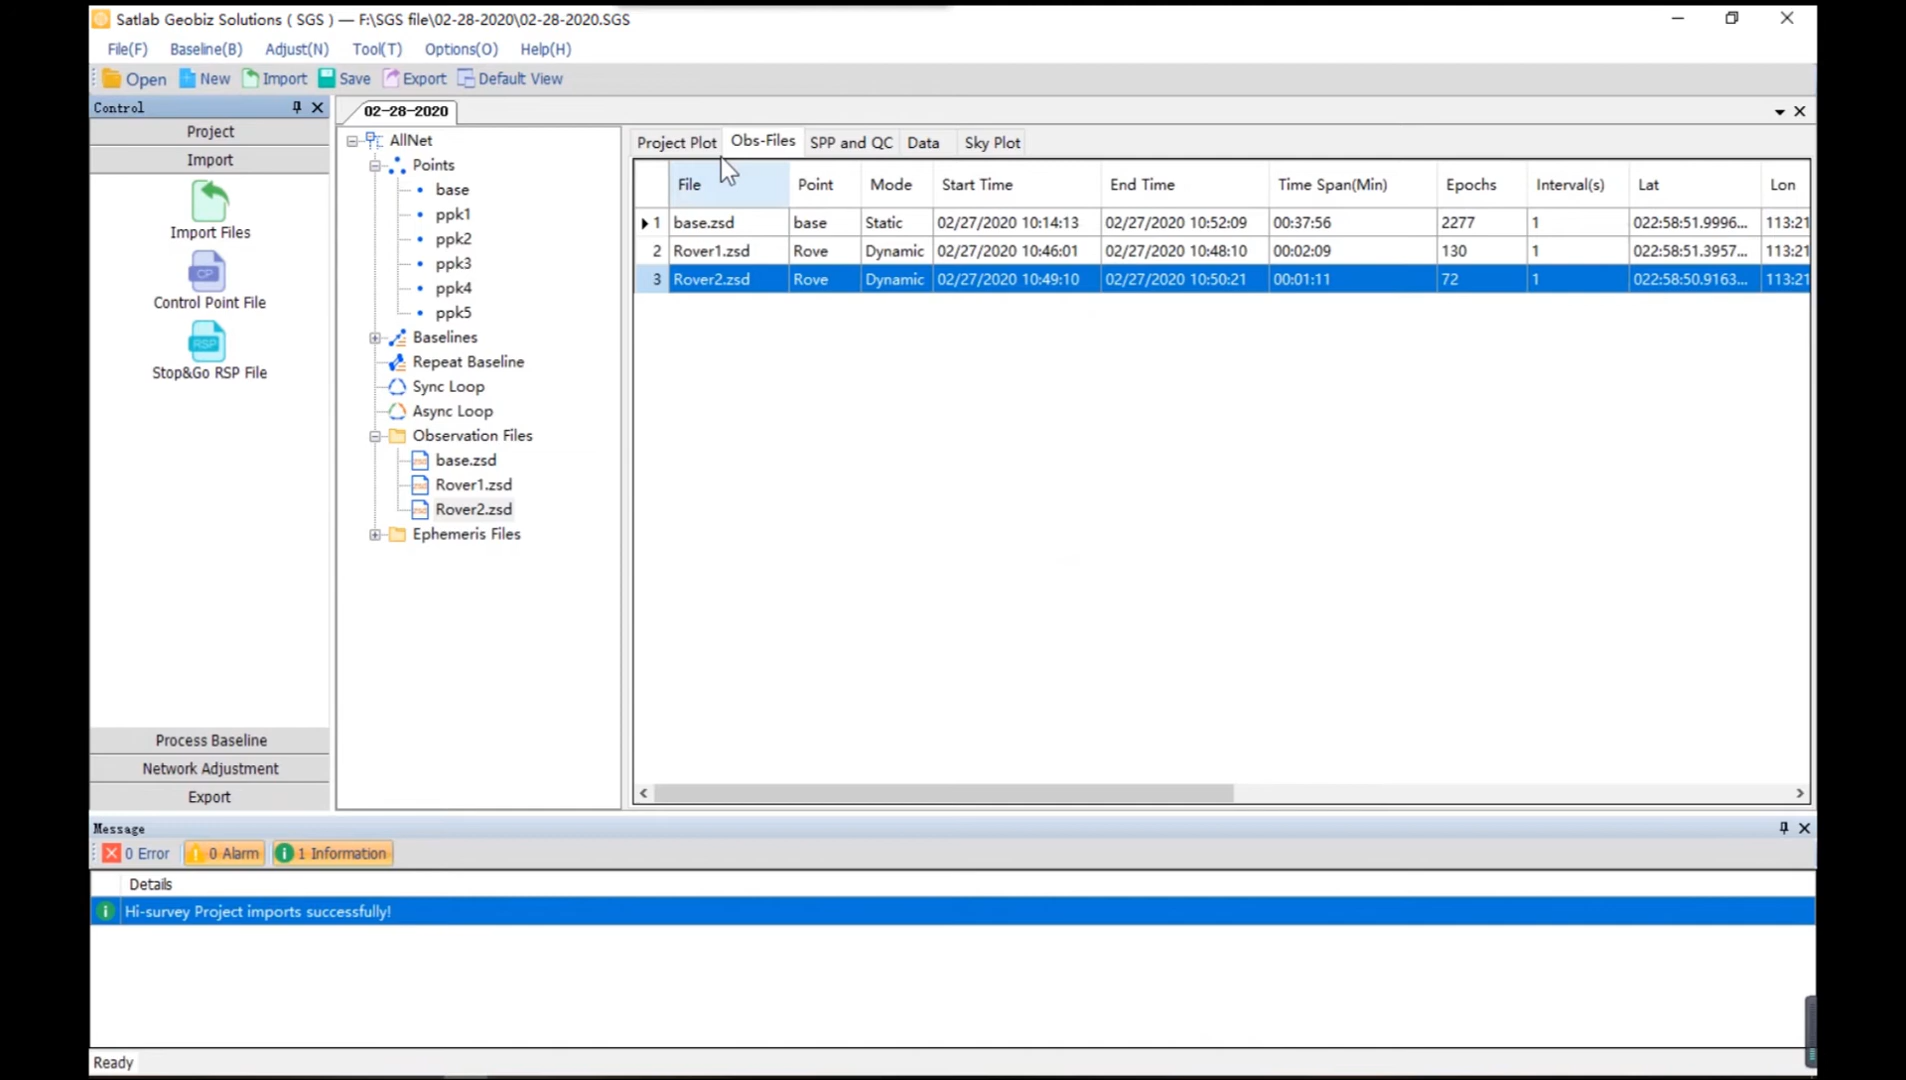 Satlab Geobiz Solutions ( SGS ) — F:\SGS file\02-28-2020\02-28-2020.SGS
File(F) Baseline(B) Adjust(N) Tool(T) Options(O) Help(H)
Open New Import Save Export Default View
Control
Project
Import
Import Files
CP
Control Point File
RSP
Stop&Go RSP File
Process Baseline
Network Adjustment
Export
02-28-2020
AllNet
Points
base
ppk1
ppk2
ppk3
ppk4
ppk5
Baselines
Repeat Baseline
Sync Loop
Async Loop
Observation Files
base.zsd
Rover1.zsd
Rover2.zsd
Ephemeris Files
Project Plot Obs-Files SPP and QC Data Sky Plot
File Point Mode Start Time End Time Time Span(Min) Epochs Interval(s) Lat Lon
1 base.zsd base Static 02/27/2020 10:14:13 02/27/2020 10:52:09 00:37:56 2277 1 022:58:51.9996... 113:21
2 Rover1.zsd Rove Dynamic 02/27/2020 10:46:01 02/27/2020 10:48:10 00:02:09 130 1 022:58:51.3957... 113:21
3 Rover2.zsd Rove Dynamic 02/27/2020 10:49:10 02/27/2020 10:50:21 00:01:11 72 1 022:58:50.9163... 113:21
Message
0 Error 0 Alarm 1 Information
Details
Hi-survey Project imports successfully!
Ready